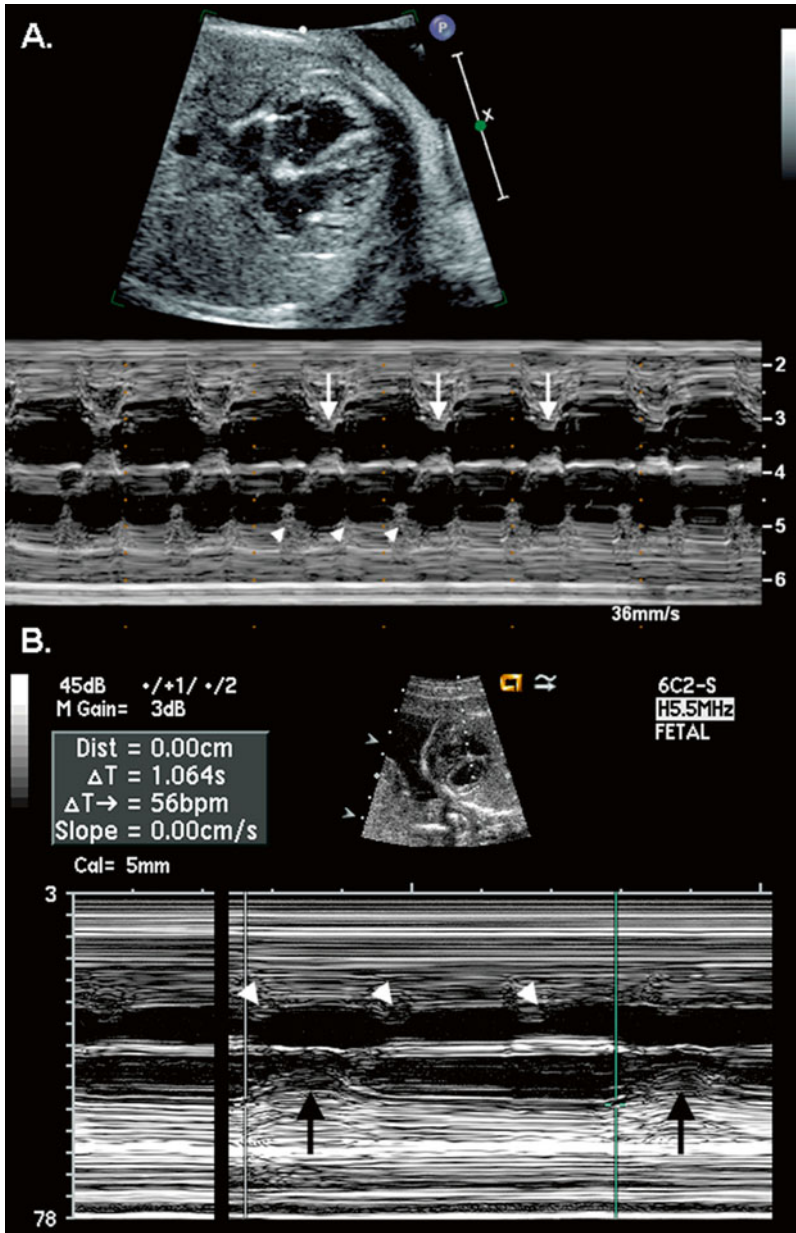 A.
P
X
2
3
4
5
6
36mm/s
B.
45dB •/+1/ •/2
M Gain= 3dB
Dist = 0.00cm
ΔT = 1.064s
ΔT→ = 56bpm
Slope = 0.00cm/s
Cal= 5mm
6C2-S
H5.5MHz
FETAL
3
78